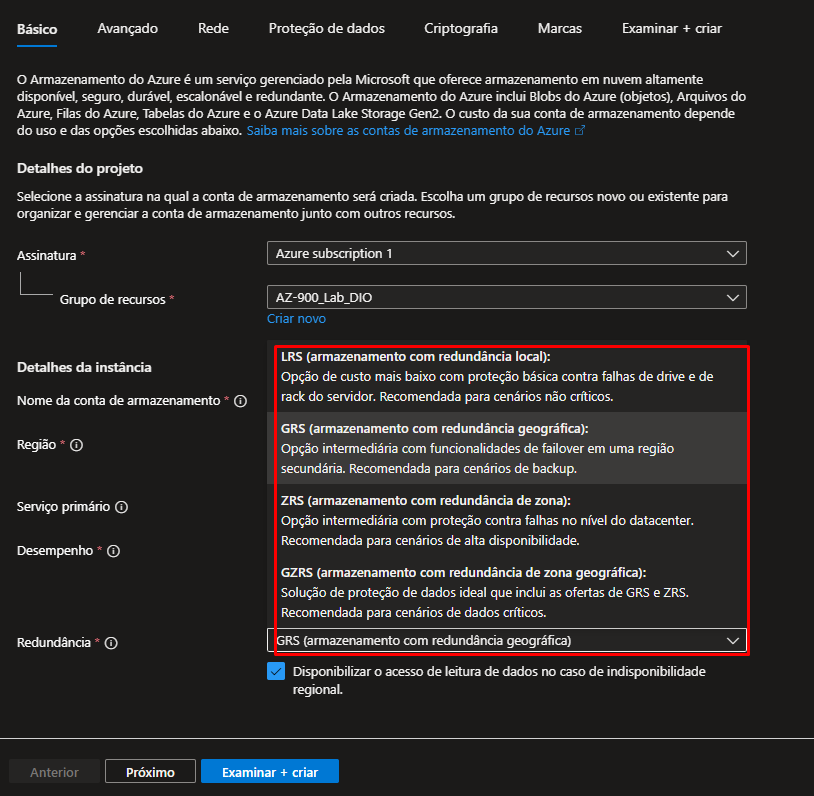 Básico Avançado Rede Proteção de dados Criptografia Marcas Examinar + criar
O Armazenamento do Azure é um serviço gerenciado pela Microsoft que oferece armazenamento em nuvem altamente
disponível, seguro, durável, escalonável e redundante. O Armazenamento do Azure inclui Blobs do Azure (objetos), Arquivos do
Azure, Filas do Azure, Tabelas do Azure e o Azure Data Lake Storage Gen2. O custo da sua conta de armazenamento depende
do uso e das opções escolhidas abaixo. Saiba mais sobre as contas de armazenamento do Azure
Detalhes do projeto
Selecione a assinatura na qual a conta de armazenamento será criada. Escolha um grupo de recursos novo ou existente para
organizar e gerenciar a conta de armazenamento junto com outros recursos.
Assinatura * Azure subscription 1
Grupo de recursos * AZ-900_Lab_DIO
Criar novo
Detalhes da instância
Nome da conta de armazenamento *
Região *
Serviço primário
Desempenho *
LRS (armazenamento com redundância local):
Opção de custo mais baixo com proteção básica contra falhas de drive e de
rack do servidor. Recomendada para cenários não críticos.
GRS (armazenamento com redundância geográfica):
Opção intermediária com funcionalidades de failover em uma região
secundária. Recomendada para cenários de backup.
ZRS (armazenamento com redundância de zona):
Opção intermediária com proteção contra falhas no nível do datacenter.
Recomendada para cenários de alta disponibilidade.
GZRS (armazenamento com redundância de zona geográfica):
Solução de proteção de dados ideal que inclui as ofertas de GRS e ZRS.
Recomendada para cenários de dados críticos.
Redundância * GRS (armazenamento com redundância geográfica)
Disponibilizar o acesso de leitura de dados no caso de indisponibilidade
regional.
Anterior Próximo Examinar + criar